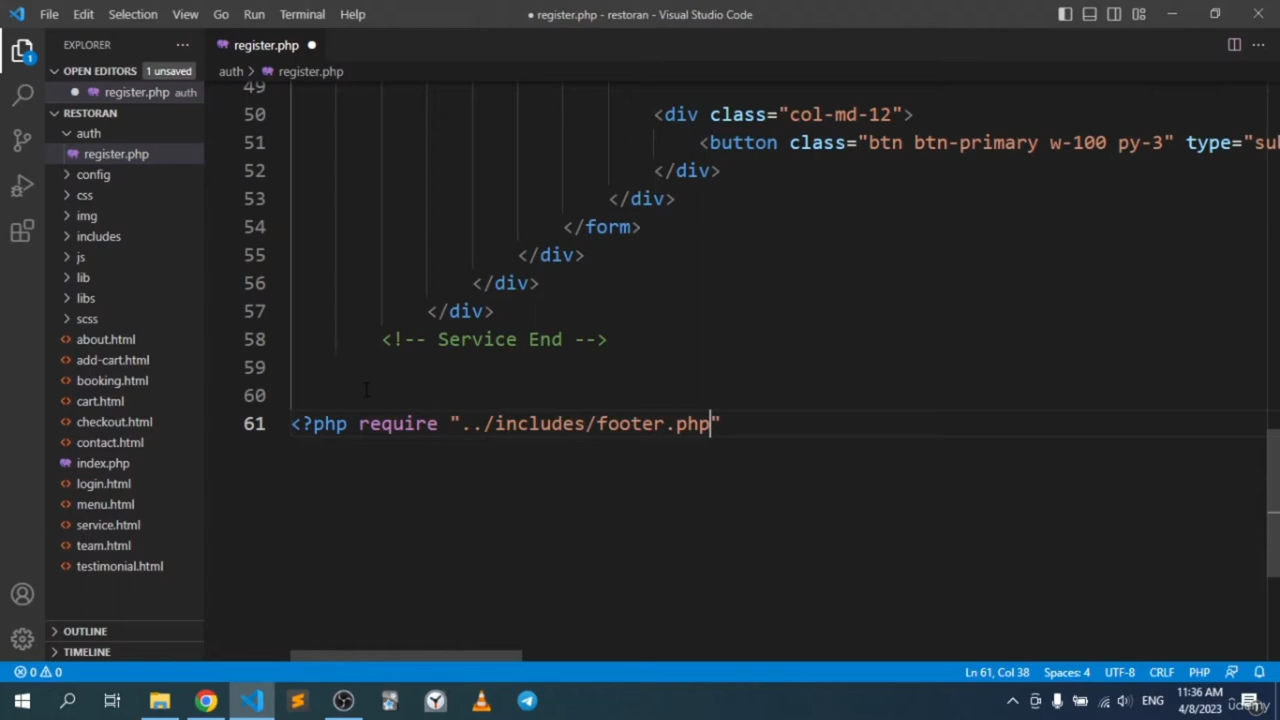 File Edit Selection View Go Run Terminal Help
● register.php - restoran - Visual Studio Code
EXPLORER ...
register.php ●
OPEN EDITORS 1 unsaved
auth > register.php
● register.php auth
RESTORAN
auth
register.php
config
css
img
includes
js
lib
libs
scss
about.html
add-cart.html
booking.html
cart.html
checkout.html
contact.html
index.php
login.html
menu.html
service.html
team.html
testimonial.html
OUTLINE
TIMELINE
49
50 <div class="col-md-12">
51 <button class="btn btn-primary w-100 py-3" type="su
52 </div>
53 </div>
54 </form>
55 </div>
56 </div>
57 </div>
58 <!-- Service End -->
59
60
61 <?php require "../includes/footer.php"
0 0
Ln 61, Col 38 Spaces: 4 UTF-8 CRLF PHP
ENG
11:36 AM
4/8/2023
udemy
1